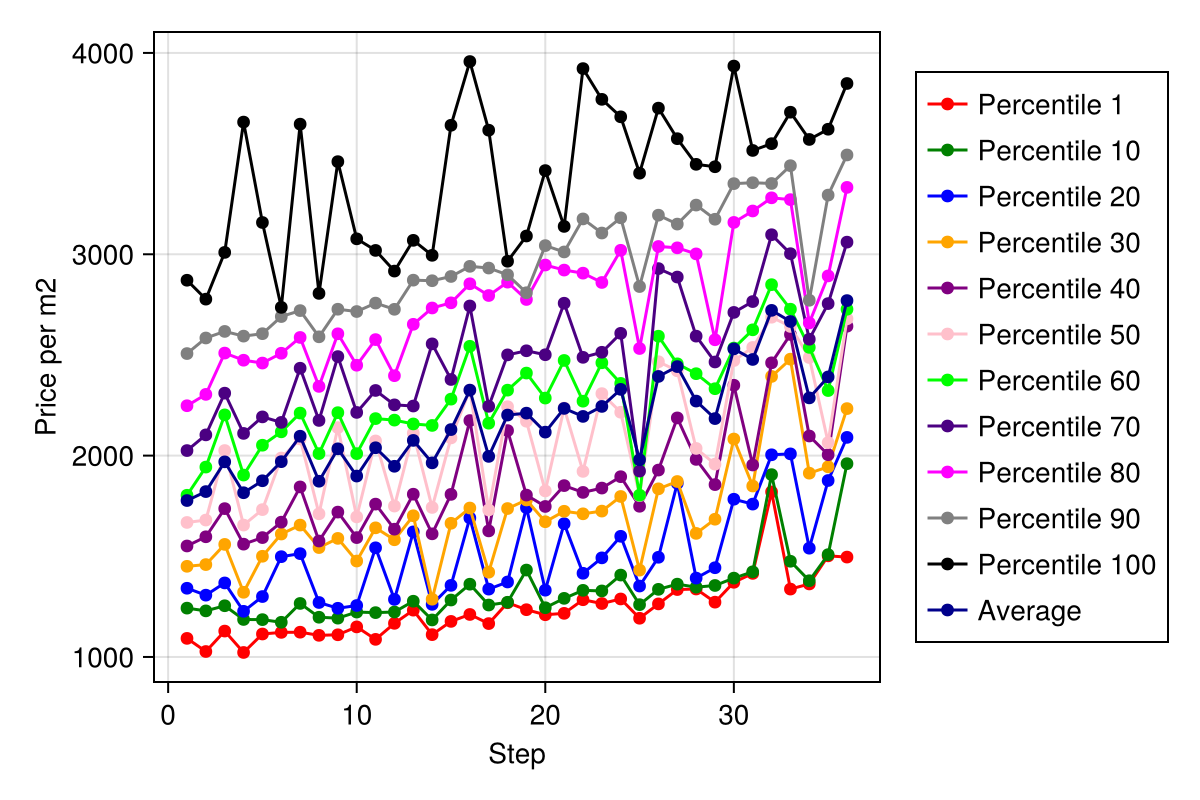 4000
3000
2000
1000
Price per m2
0
10
20
30
Step
Percentile 1
Percentile 10
Percentile 20
Percentile 30
Percentile 40
Percentile 50
Percentile 60
Percentile 70
Percentile 80
Percentile 90
Percentile 100
Average